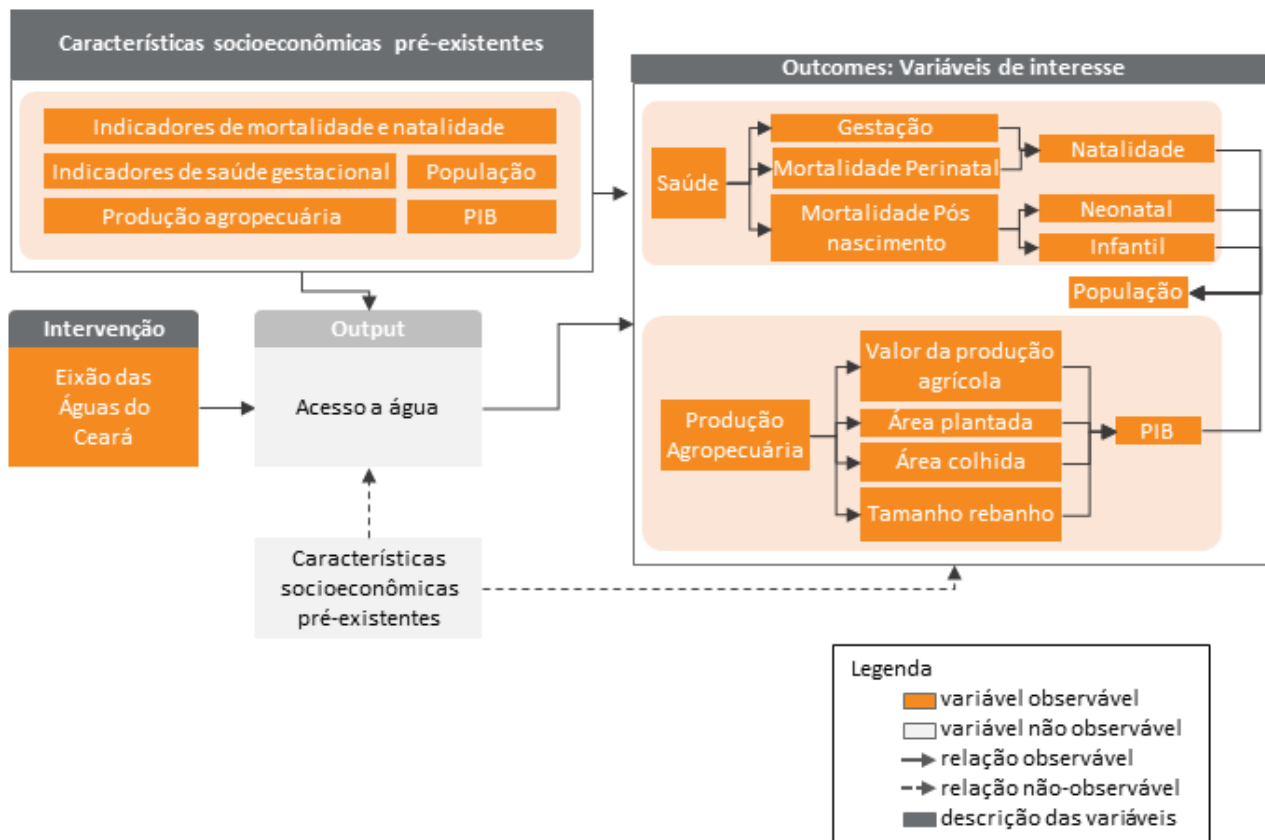 Características socioeconômicas pré-existentes
Indicadores de mortalidade e natalidade
Indicadores de saúde gestacional
População
Produção agropecuária
PIB
Intervenção
Eixão das
Águas do
Ceará
Output
Acesso a água
Características
socioeconômicas
pré-existentes
Outcomes: Variáveis de interesse
Saúde
Gestação
Mortalidade Perinatal
Mortalidade Pós
nascimento
Natalidade
Neonatal
Infantil
População
Produção
Agropecuária
Valor da produção
agrícola
Área plantada
Área colhida
Tamanho rebanho
PIB
Legenda
variável observável
variável não observável
relação observável
relação não-observável
descrição das variáveis